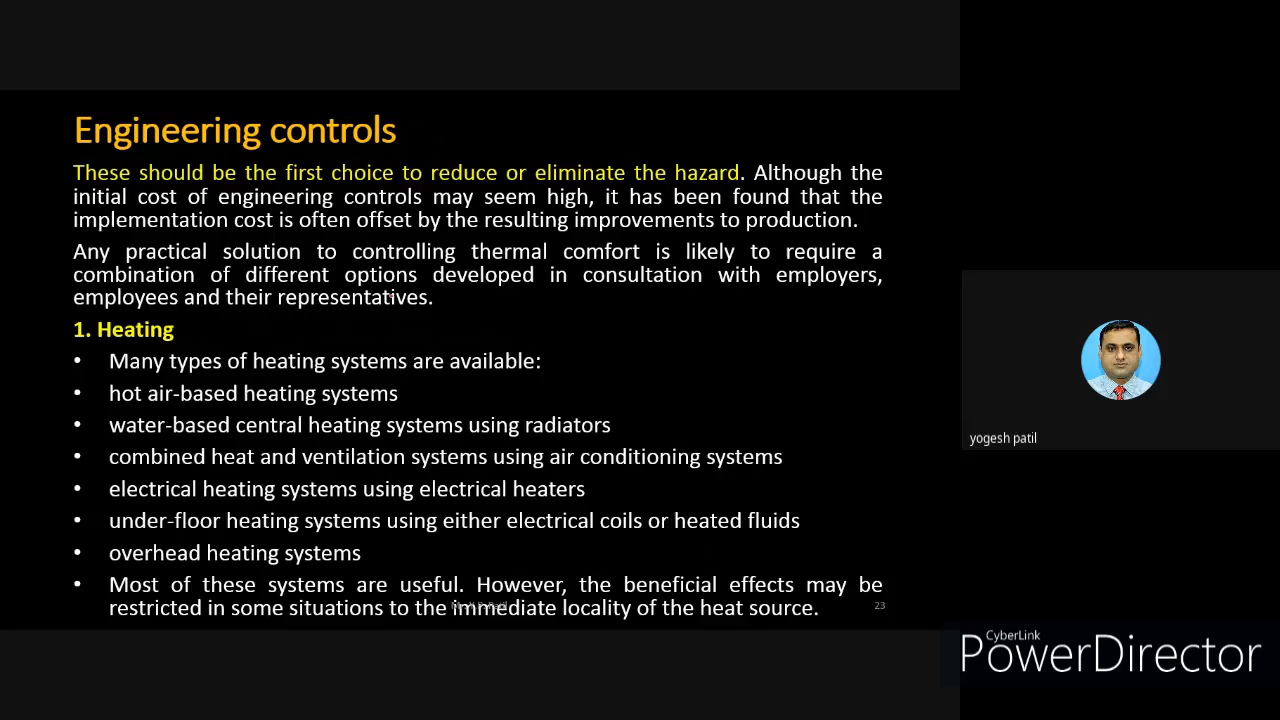 Engineering controls
These should be the first choice to reduce or eliminate the hazard. Although the
initial cost of engineering controls may seem high, it has been found that the
implementation cost is often offset by the resulting improvements to production.
Any practical solution to controlling thermal comfort is likely to require a
combination of different options developed in consultation with employers,
employees and their representatives.
1. Heating
• Many types of heating systems are available:
• hot air-based heating systems
• water-based central heating systems using radiators
• combined heat and ventilation systems using air conditioning systems
• electrical heating systems using electrical heaters
• under-floor heating systems using either electrical coils or heated fluids
• overhead heating systems
• Most of these systems are useful. However, the beneficial effects may be
restricted in some situations to the immediate locality of the heat source.
23
yogesh patil
CyberLink
PowerDirector